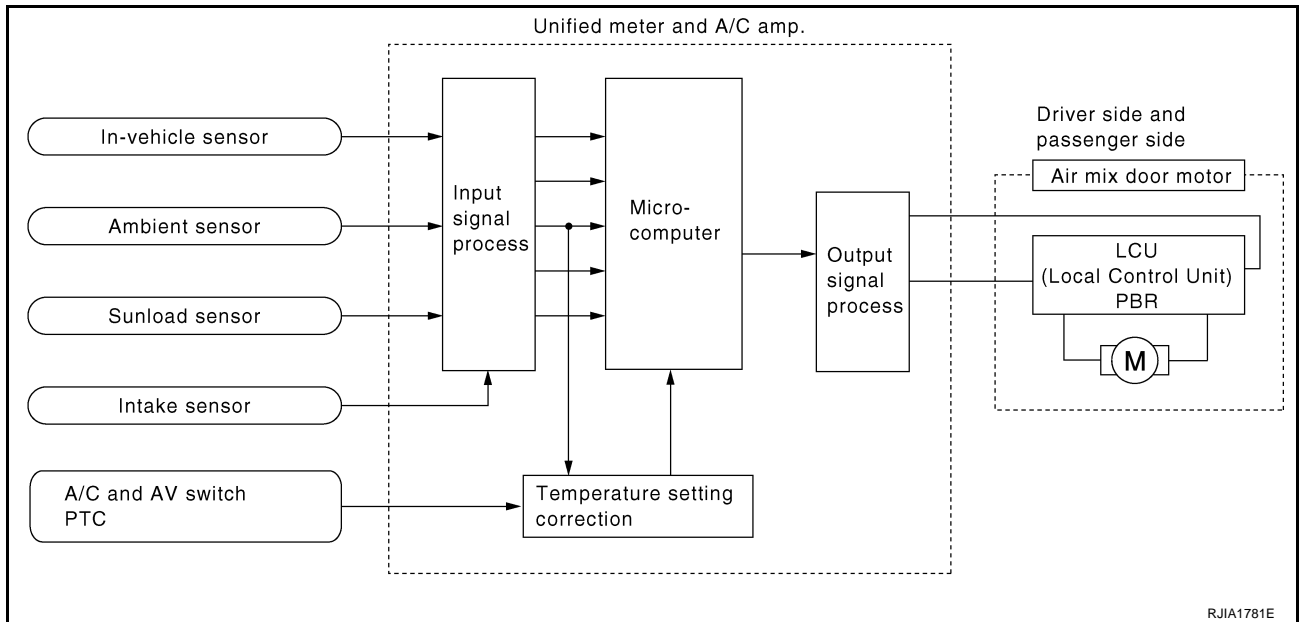 Unified meter and A/C amp.
In-vehicle sensor
Ambient sensor
Sunload sensor
Intake sensor
A/C and AV switch
PTC
Input
signal
process
Micro-
computer
Temperature setting
correction
Output
signal
process
Driver side and
passenger side
Air mix door motor
LCU
(Local Control Unit)
PBR
M
RJIA1781E